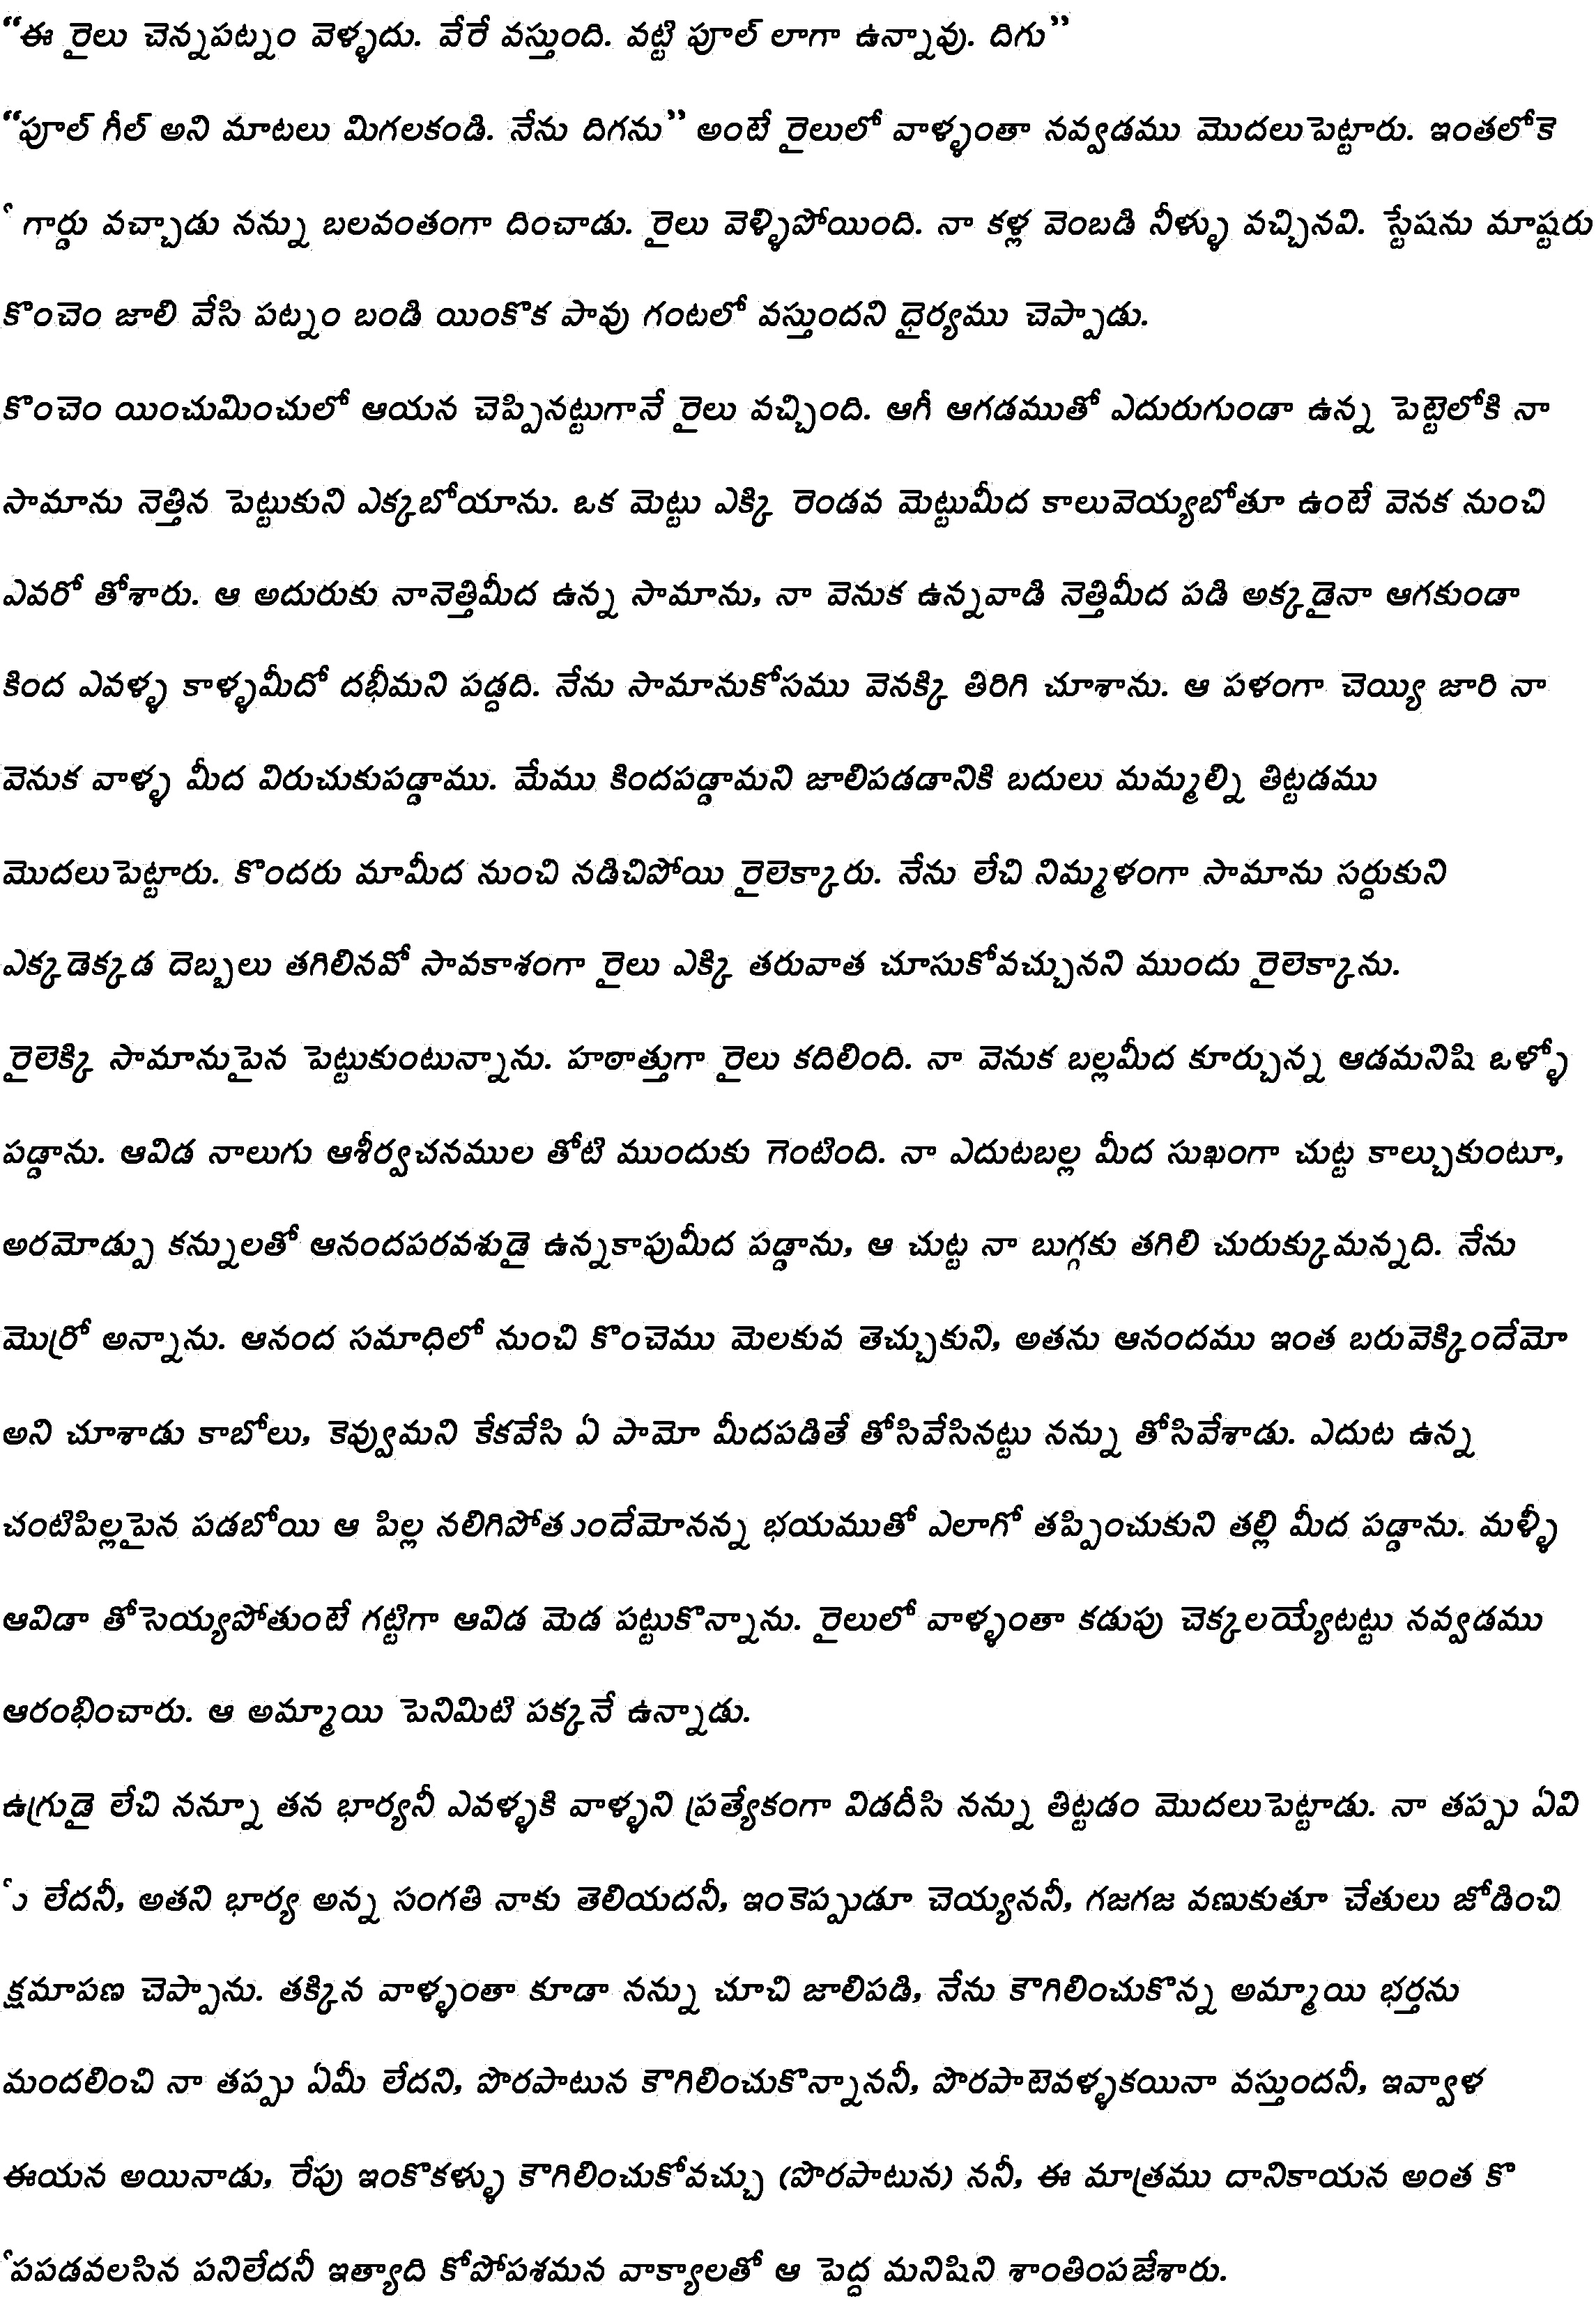 “ఈ రైలు చెన్నపట్నం వెళ్ళదు. వేరే వస్తుంది. వట్టి ఫూల్ లాగా ఉన్నావు. దిగు”
“ఫూల్ గీల్ అని మాటలు మిగలకండి. నేను దిగను” అంటే రైలులో వాళ్ళంతా నవ్వడము మొదలుపెట్టారు. ఇంతలోకె
ే గార్డు వచ్చాడు నన్ను బలవంతంగా దించాడు. రైలు వెళ్ళిపోయింది. నా కళ్ల వెంబడి నీళ్ళు వచ్చినవి. స్టేషను మాష్టరు
కొంచెం జాలి వేసి పట్నం బండి యింకొక పావు గంటలో వస్తుందని ధైర్యము చెప్పాడు.
కొంచెం యించుమించులో ఆయన చెప్పినట్టుగానే రైలు వచ్చింది. ఆగీ ఆగడముతో ఎదురుగుండా ఉన్న పెట్టెలోకి నా
సామాను నెత్తిన పెట్టుకుని ఎక్కబోయాను. ఒక మెట్టు ఎక్కి రెండవ మెట్టుమీద కాలువెయ్యబోతూ ఉంటే వెనక నుంచి
ఎవరో తోశారు. ఆ అదురుకు నానెత్తిమీద ఉన్న సామాను, నా వెనుక ఉన్నవాడి నెత్తిమీద పడి అక్కడైనా ఆగకుండా
కింద ఎవళ్ళ కాళ్ళమీదో దభీమని పడ్డది. నేను సామానుకోసము వెనక్కి తిరిగి చూశాను. ఆ పళంగా చెయ్యి జారి నా
వెనుక వాళ్ళ మీద విరుచుకుపడ్డాము. మేము కిందపడ్డామని జాలిపడడానికి బదులు మమ్మల్ని తిట్టడము
మొదలుపెట్టారు. కొందరు మామీద నుంచి నడిచిపోయి రైలెక్కారు. నేను లేచి నిమ్మళంగా సామాను సర్దుకుని
ఎక్కడెక్కడ దెబ్బలు తగిలినవో సావకాశంగా రైలు ఎక్కి తరువాత చూసుకోవచ్చునని ముందు రైలెక్కాను.
రైలెక్కి సామానుపైన పెట్టుకుంటున్నాను. హఠాత్తుగా రైలు కదిలింది. నా వెనుక బల్లమీద కూర్చున్న ఆడమనిషి ఒళ్ళో
పడ్డాను. ఆవిడ నాలుగు ఆశీర్వచనముల తోటి ముందుకు గెంటింది. నా ఎదుటబల్ల మీద సుఖంగా చుట్ట కాల్చుకుంటూ,
అరమోడ్పు కన్నులతో ఆనందపరవశుడై ఉన్నకాపుమీద పడ్డాను, ఆ చుట్ట నా బుగ్గకు తగిలి చురుక్కుమన్నది. నేను
మొర్రో అన్నాను. ఆనంద సమాధిలో నుంచి కొంచెము మెలకువ తెచ్చుకుని, అతను ఆనందము ఇంత బరువెక్కిందేమో
అని చూశాడు కాబోలు, కెవ్వుమని కేకవేసి ఏ పామో మీదపడితే తోసివేసినట్టు నన్ను తోసివేశాడు. ఎదుట ఉన్న
చంటిపిల్లపైన పడబోయి ఆ పిల్ల నలిగిపోత ుందేమోనన్న భయముతో ఎలాగో తప్పించుకుని తల్లి మీద పడ్డాను. మళ్ళీ
ఆవిడా తోసెయ్యపోతుంటే గట్టిగా ఆవిడ మెడ పట్టుకొన్నాను. రైలులో వాళ్ళంతా కడుపు చెక్కలయ్యేటట్టు నవ్వడము
ఆరంభించారు. ఆ అమ్మాయి పెనిమిటి పక్కనే ఉన్నాడు.
ఉగ్రుడై లేచి నన్నూ తన భార్యనీ ఎవళ్ళకి వాళ్ళని ప్రత్యేకంగా విడదీసి నన్ను తిట్టడం మొదలుపెట్టాడు. నా తప్పు ఏవి
ీు లేదనీ, అతని భార్య అన్న సంగతి నాకు తెలియదనీ, ఇంకెప్పుడూ చెయ్యననీ, గజగజ వణుకుతూ చేతులు జోడించి
క్షమాపణ చెప్పాను. తక్కిన వాళ్ళంతా కూడా నన్ను చూచి జాలిపడి, నేను కౌగిలించుకొన్న అమ్మాయి భర్తను
మందలించి నా తప్పు ఏమీ లేదని, పొరపాటున కౌగిలించుకొన్నాననీ, పొరపాటెవళ్ళకయినా వస్తుందనీ, ఇవ్వాళ
ఈయన అయినాడు, రేపు ఇంకొకళ్ళు కౌగిలించుకోవచ్చు (పొరపాటున) ననీ, ఈ మాత్రము దానికాయన అంత కొ
ేపపడవలసిన పనిలేదనీ ఇత్యాది కోపోపశమన వాక్యాలతో ఆ పెద్ద మనిషిని శాంతింపజేశారు.